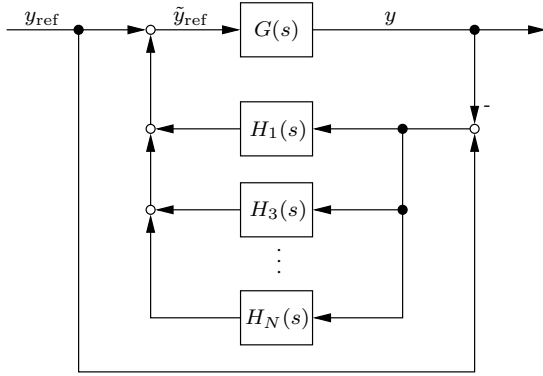 y_ref
ỹ_ref
G(s)
y
-
H_1(s)
H_3(s)
⋮
H_N(s)